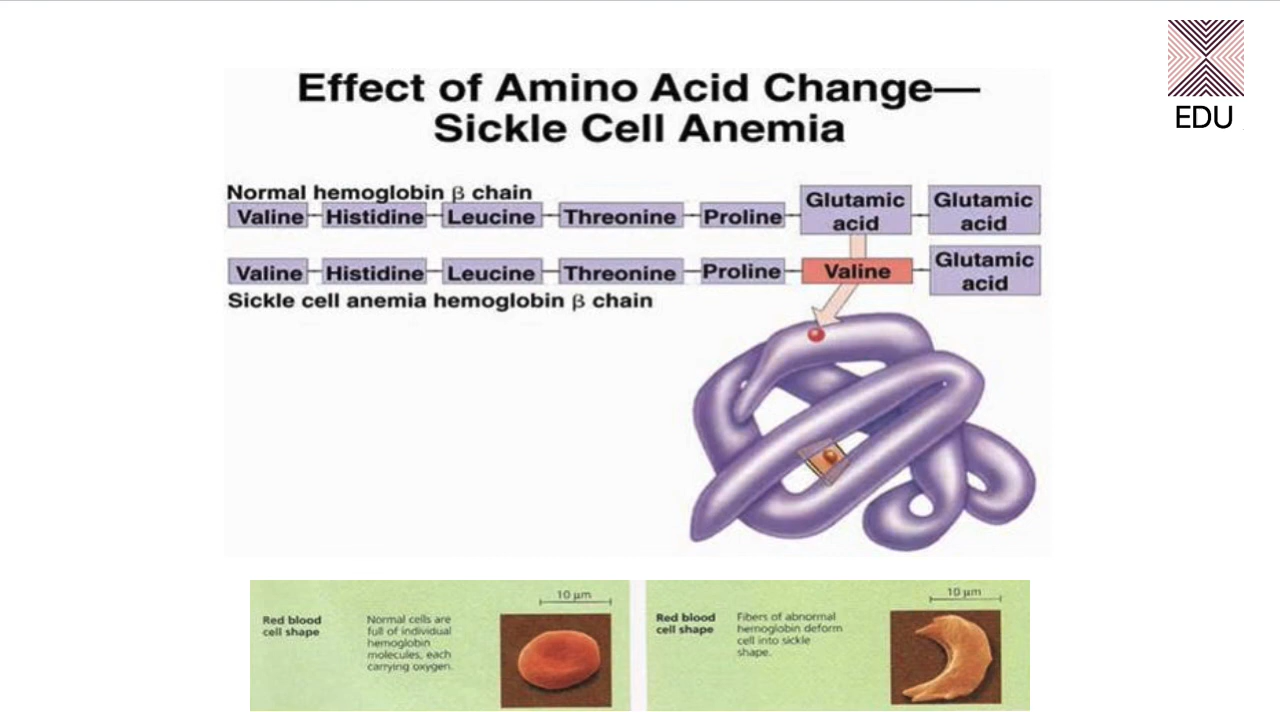 Effect of Amino Acid Change—
Sickle Cell Anemia
EDU
Normal hemoglobin β chain
Valine Histidine Leucine Threonine Proline Glutamic acid Glutamic acid
Valine Histidine Leucine Threonine Proline Valine Glutamic acid
Sickle cell anemia hemoglobin β chain
Red blood
cell shape
Normal cells are
full of individual
hemoglobin
molecules, each
carrying oxygen.
10 μm
Red blood
cell shape
Fibers of abnormal
hemoglobin deform
cell into sickle
shape.
10 μm